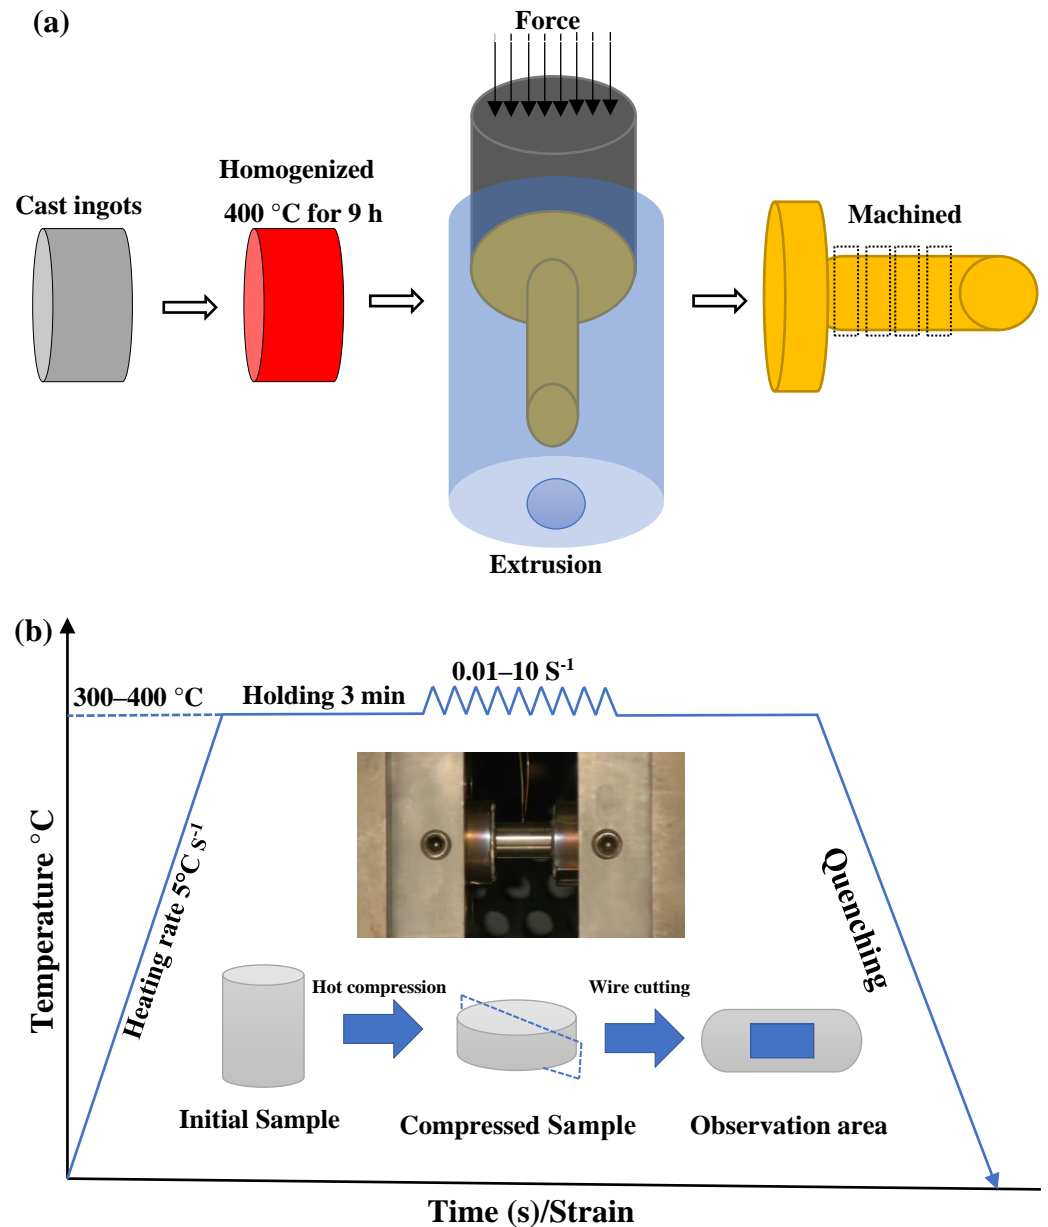 (a)
Force
Homogenized
400 °C for 9 h
Cast ingots
Machined
Extrusion
(b)
0.01–10 S⁻¹
300–400 °C
Holding 3 min
Temperature °C
Heating rate 5°C s⁻¹
Quenching
Hot compression
Wire cutting
Initial Sample
Compressed Sample
Observation area
Time (s)/Strain